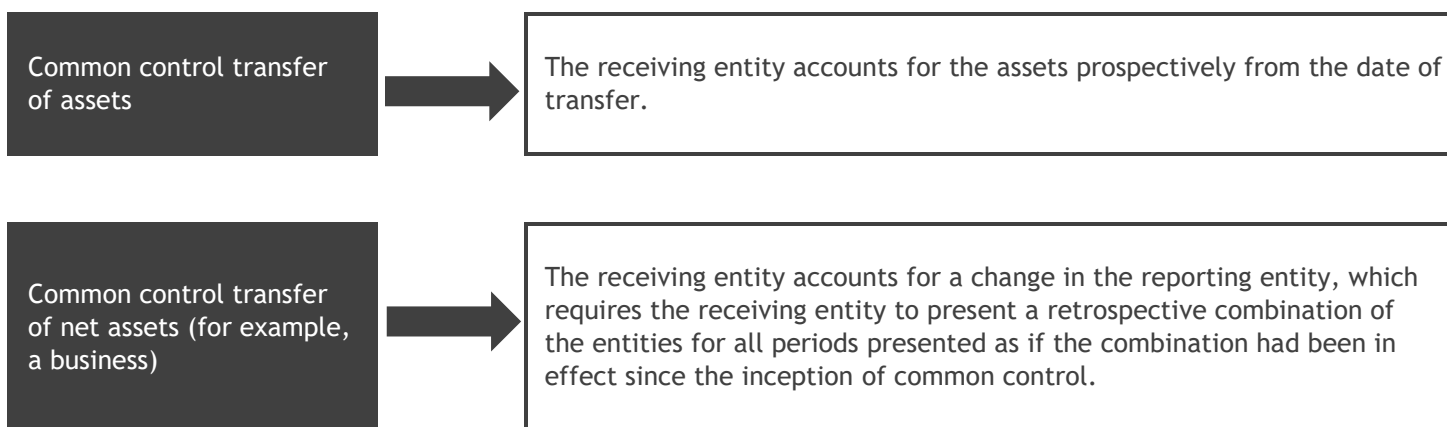 Common control transfer
of assets
The receiving entity accounts for the assets prospectively from the date of
transfer.
Common control transfer
of net assets (for example,
a business)
The receiving entity accounts for a change in the reporting entity, which
requires the receiving entity to present a retrospective combination of
the entities for all periods presented as if the combination had been in
effect since the inception of common control.